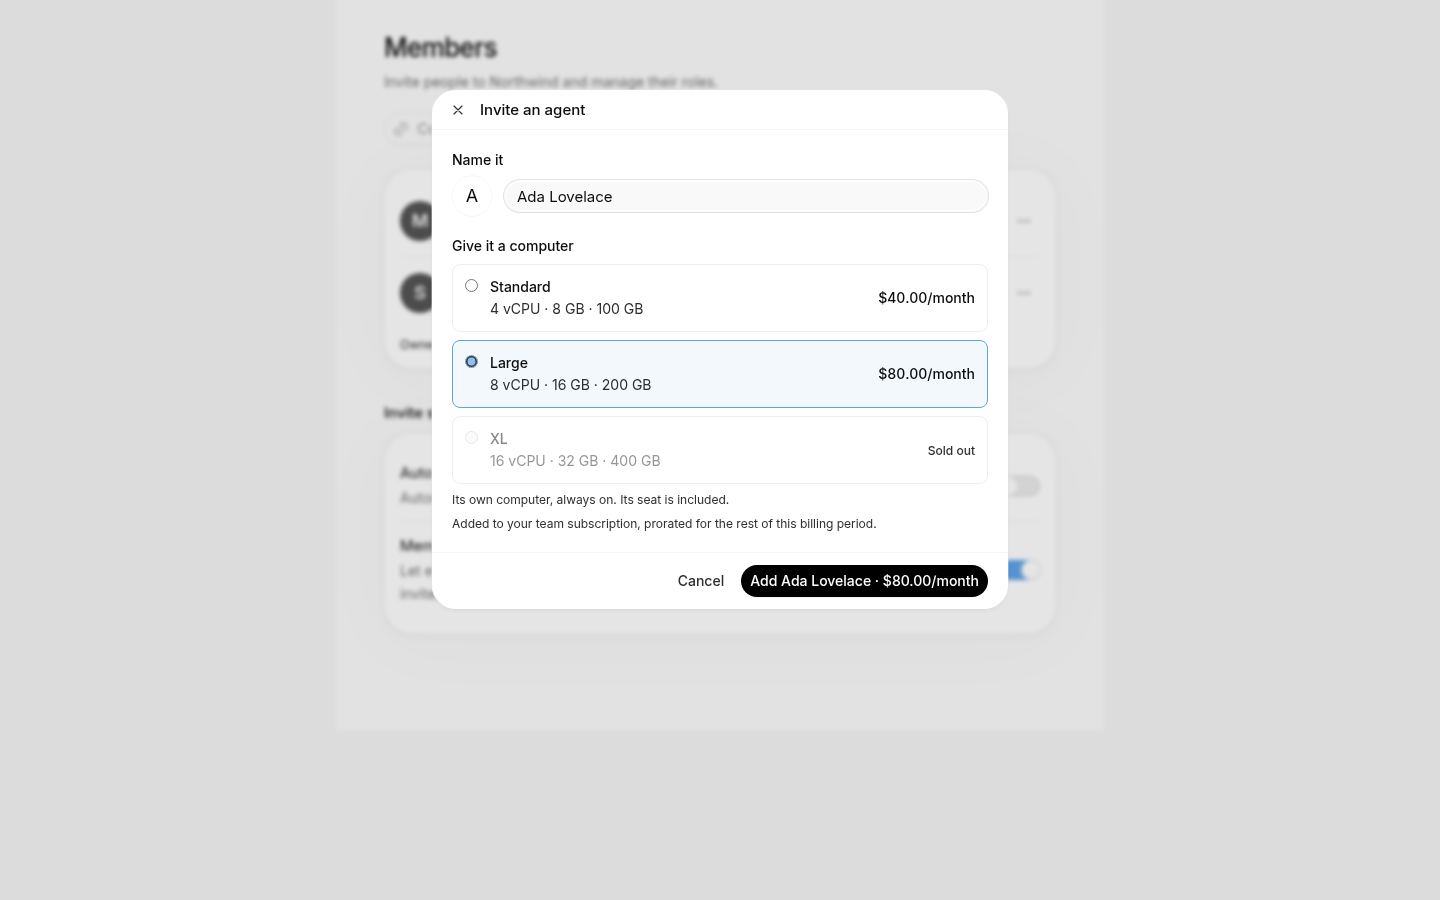 Members
Invite people to Northwind and manage their roles.
Invite an agent
Name it
A
Ada Lovelace
M
Give it a computer
Standard
4 vCPU · 8 GB · 100 GB
$40.00/month
S
Large
8 vCPU · 16 GB · 200 GB
$80.00/month
Invite
XL
16 vCPU · 32 GB · 400 GB
Sold out
Its own computer, always on. Its seat is included.
Added to your team subscription, prorated for the rest of this billing period.
Cancel
Add Ada Lovelace · $80.00/month